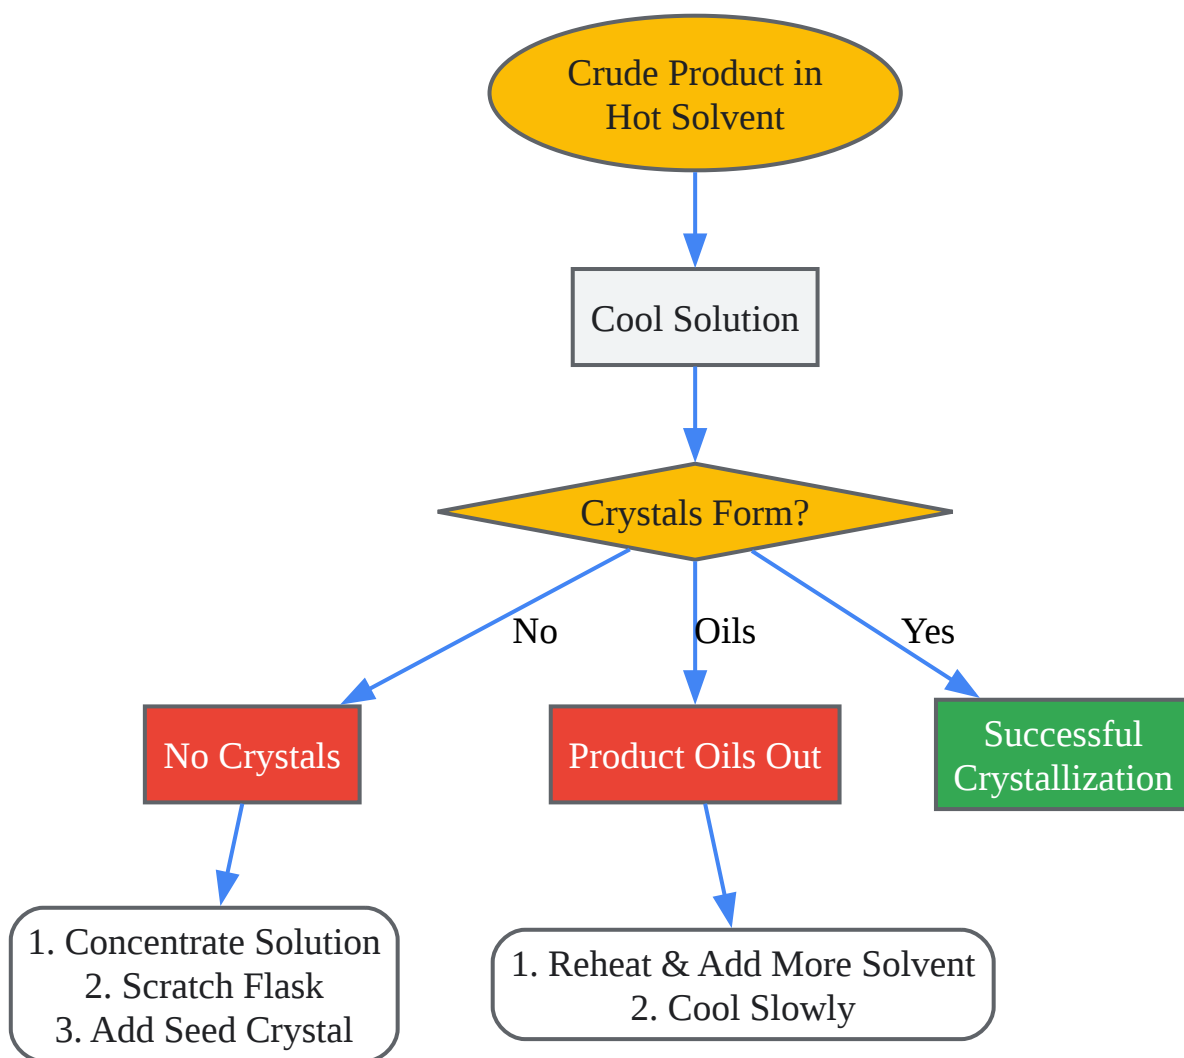 Crude Product in
Hot Solvent
Cool Solution
Crystals Form?
No
Oils
Yes
No Crystals
Product Oils Out
Successful
Crystallization
1. Concentrate Solution
2. Scratch Flask
3. Add Seed Crystal
1. Reheat & Add More Solvent
2. Cool Slowly